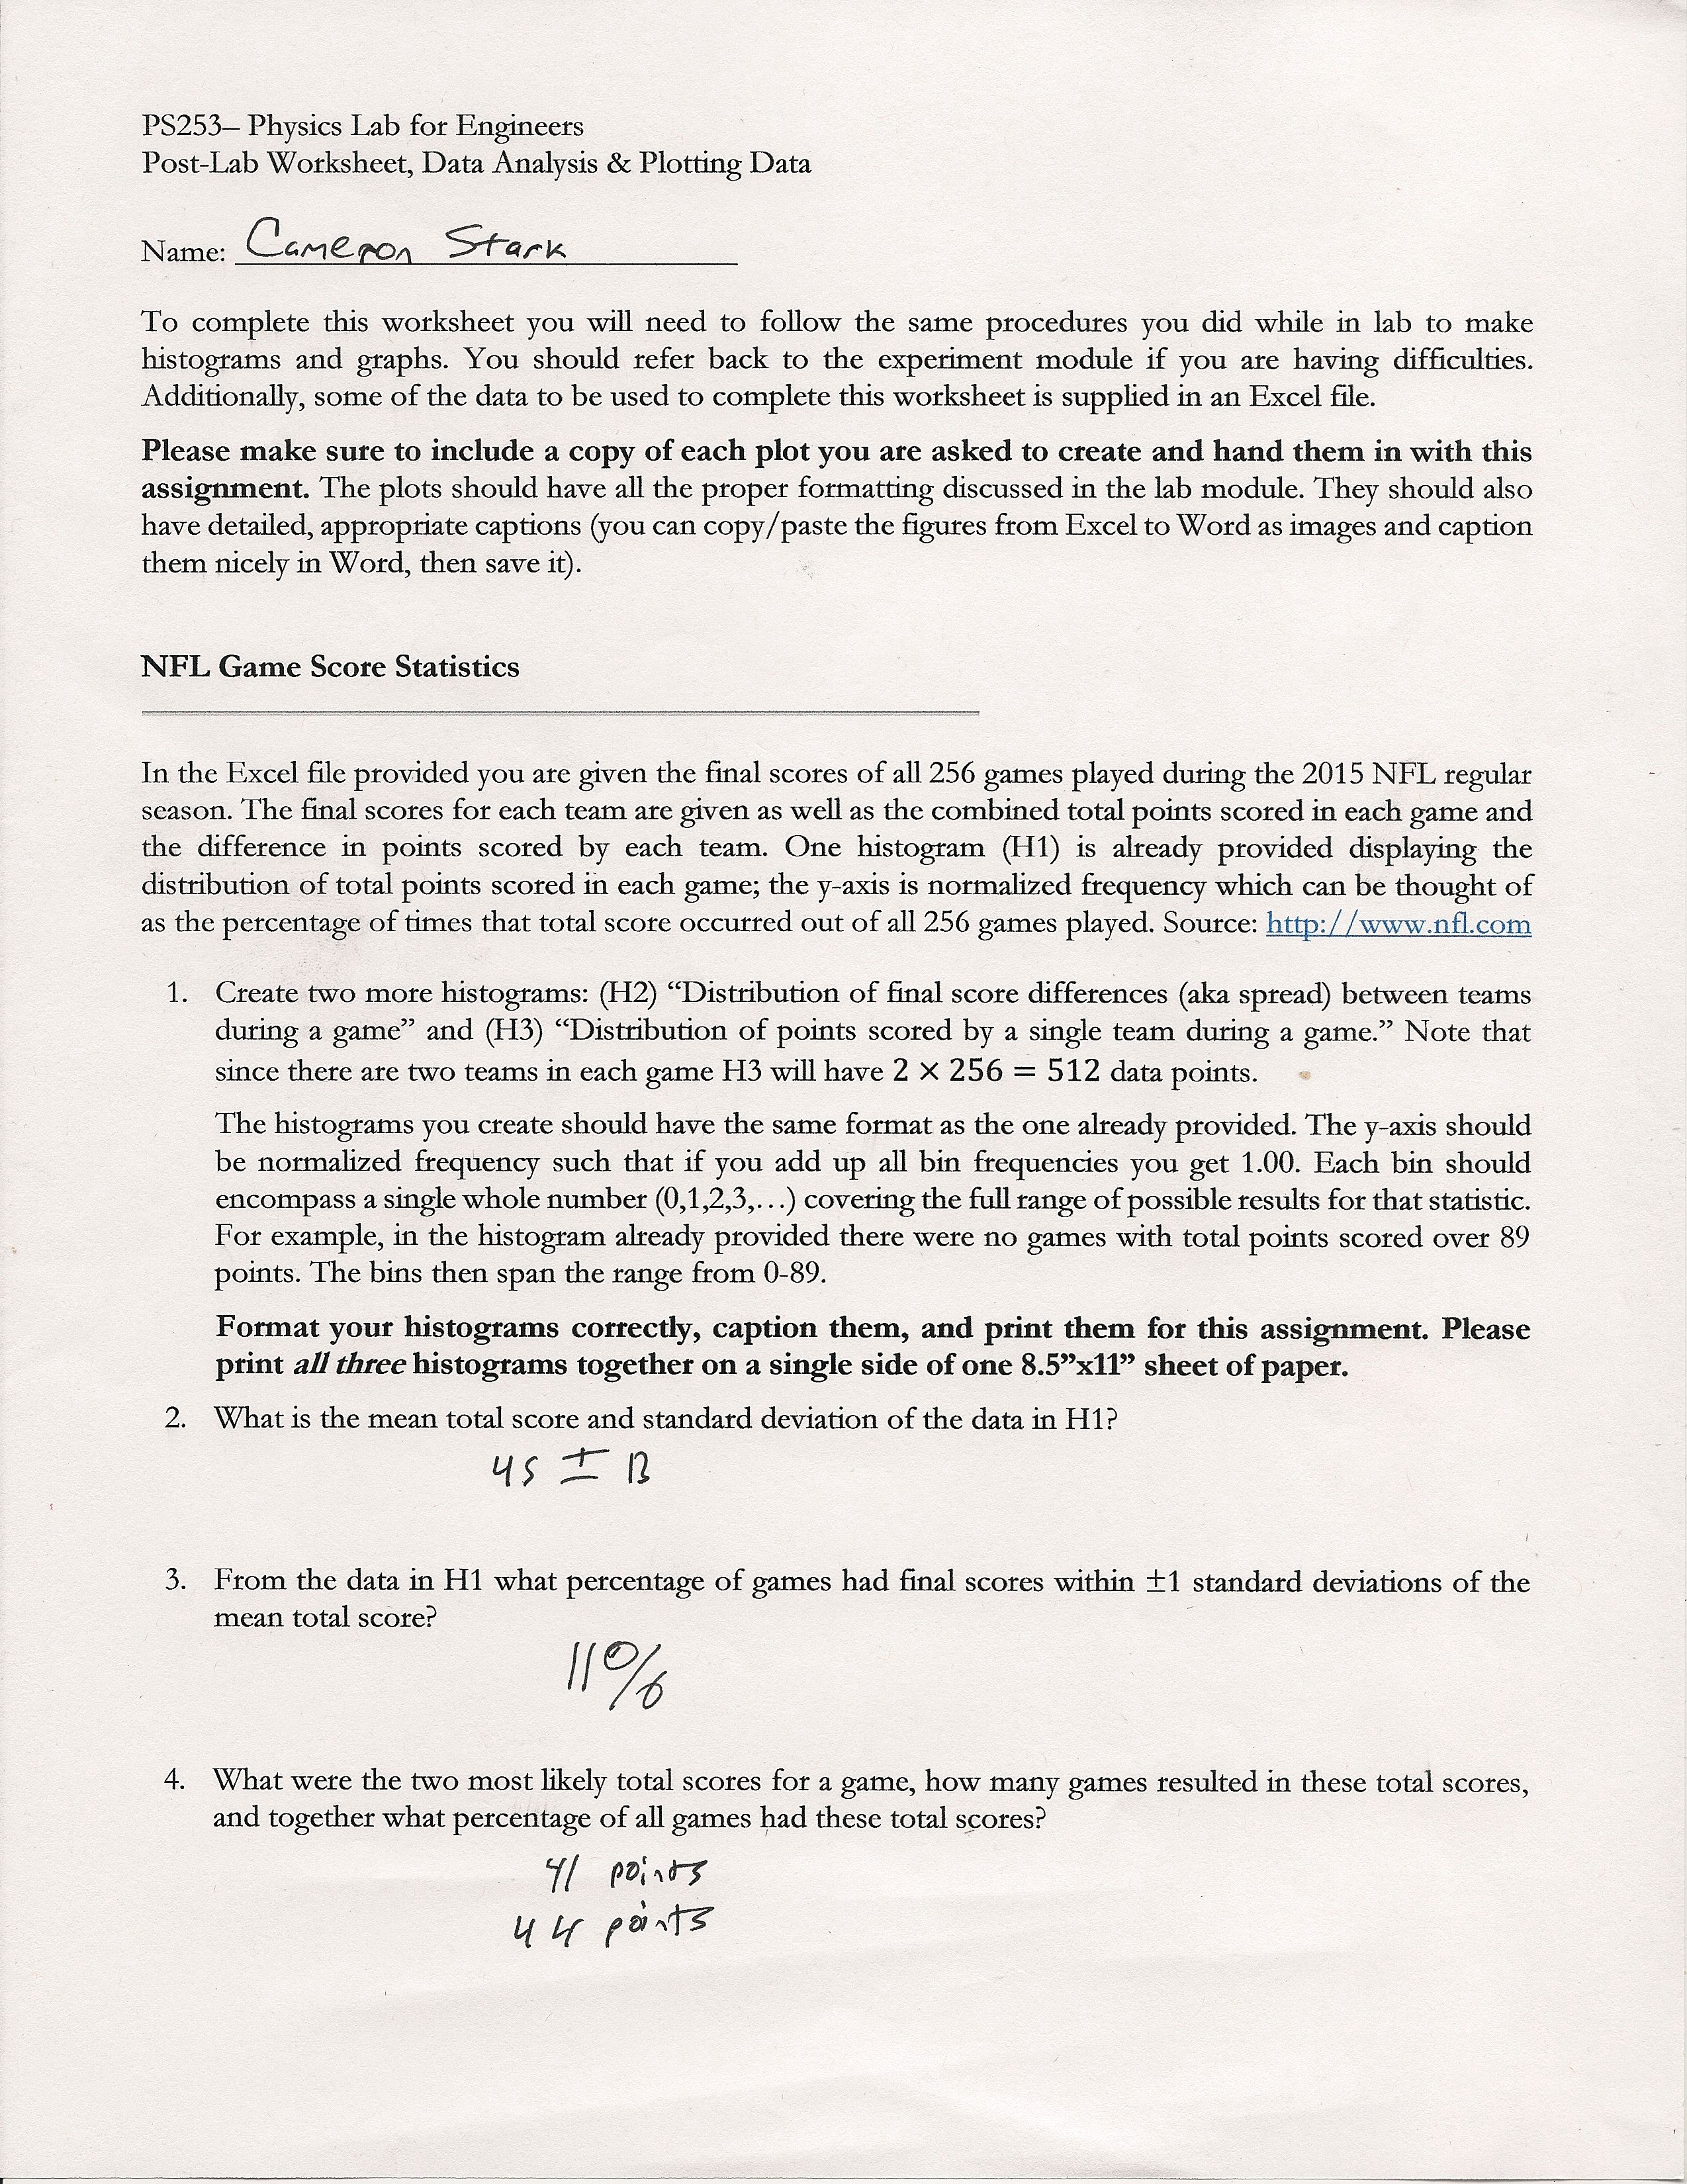 PS253– Physics Lab for Engineers
Post-Lab Worksheet, Data Analysis & Plotting Data
Name: Cameron Stark
To complete this worksheet you will need to follow the same procedures you did while in lab to make
histograms and graphs. You should refer back to the experiment module if you are having difficulties.
Additionally, some of the data to be used to complete this worksheet is supplied in an Excel file.
Please make sure to include a copy of each plot you are asked to create and hand them in with this
assignment. The plots should have all the proper formatting discussed in the lab module. They should also
have detailed, appropriate captions (you can copy/paste the figures from Excel to Word as images and caption
them nicely in Word, then save it).
NFL Game Score Statistics
In the Excel file provided you are given the final scores of all 256 games played during the 2015 NFL regular
season. The final scores for each team are given as well as the combined total points scored in each game and
the difference in points scored by each team. One histogram (H1) is already provided displaying the
distribution of total points scored in each game; the y-axis is normalized frequency which can be thought of
as the percentage of times that total score occurred out of all 256 games played. Source: http://www.nfl.com
1. Create two more histograms: (H2) “Distribution of final score differences (aka spread) between teams
during a game” and (H3) “Distribution of points scored by a single team during a game.” Note that
since there are two teams in each game H3 will have 2 × 256 = 512 data points.
The histograms you create should have the same format as the one already provided. The y-axis should
be normalized frequency such that if you add up all bin frequencies you get 1.00. Each bin should
encompass a single whole number (0,1,2,3,…) covering the full range of possible results for that statistic.
For example, in the histogram already provided there were no games with total points scored over 89
points. The bins then span the range from 0-89.
Format your histograms correctly, caption them, and print them for this assignment. Please
print all three histograms together on a single side of one 8.5”x11” sheet of paper.
2. What is the mean total score and standard deviation of the data in H1?
45 ± 13
3. From the data in H1 what percentage of games had final scores within ±1 standard deviations of the
mean total score?
11%
4. What were the two most likely total scores for a game, how many games resulted in these total scores,
and together what percentage of all games had these total scores?
41 points
44 points